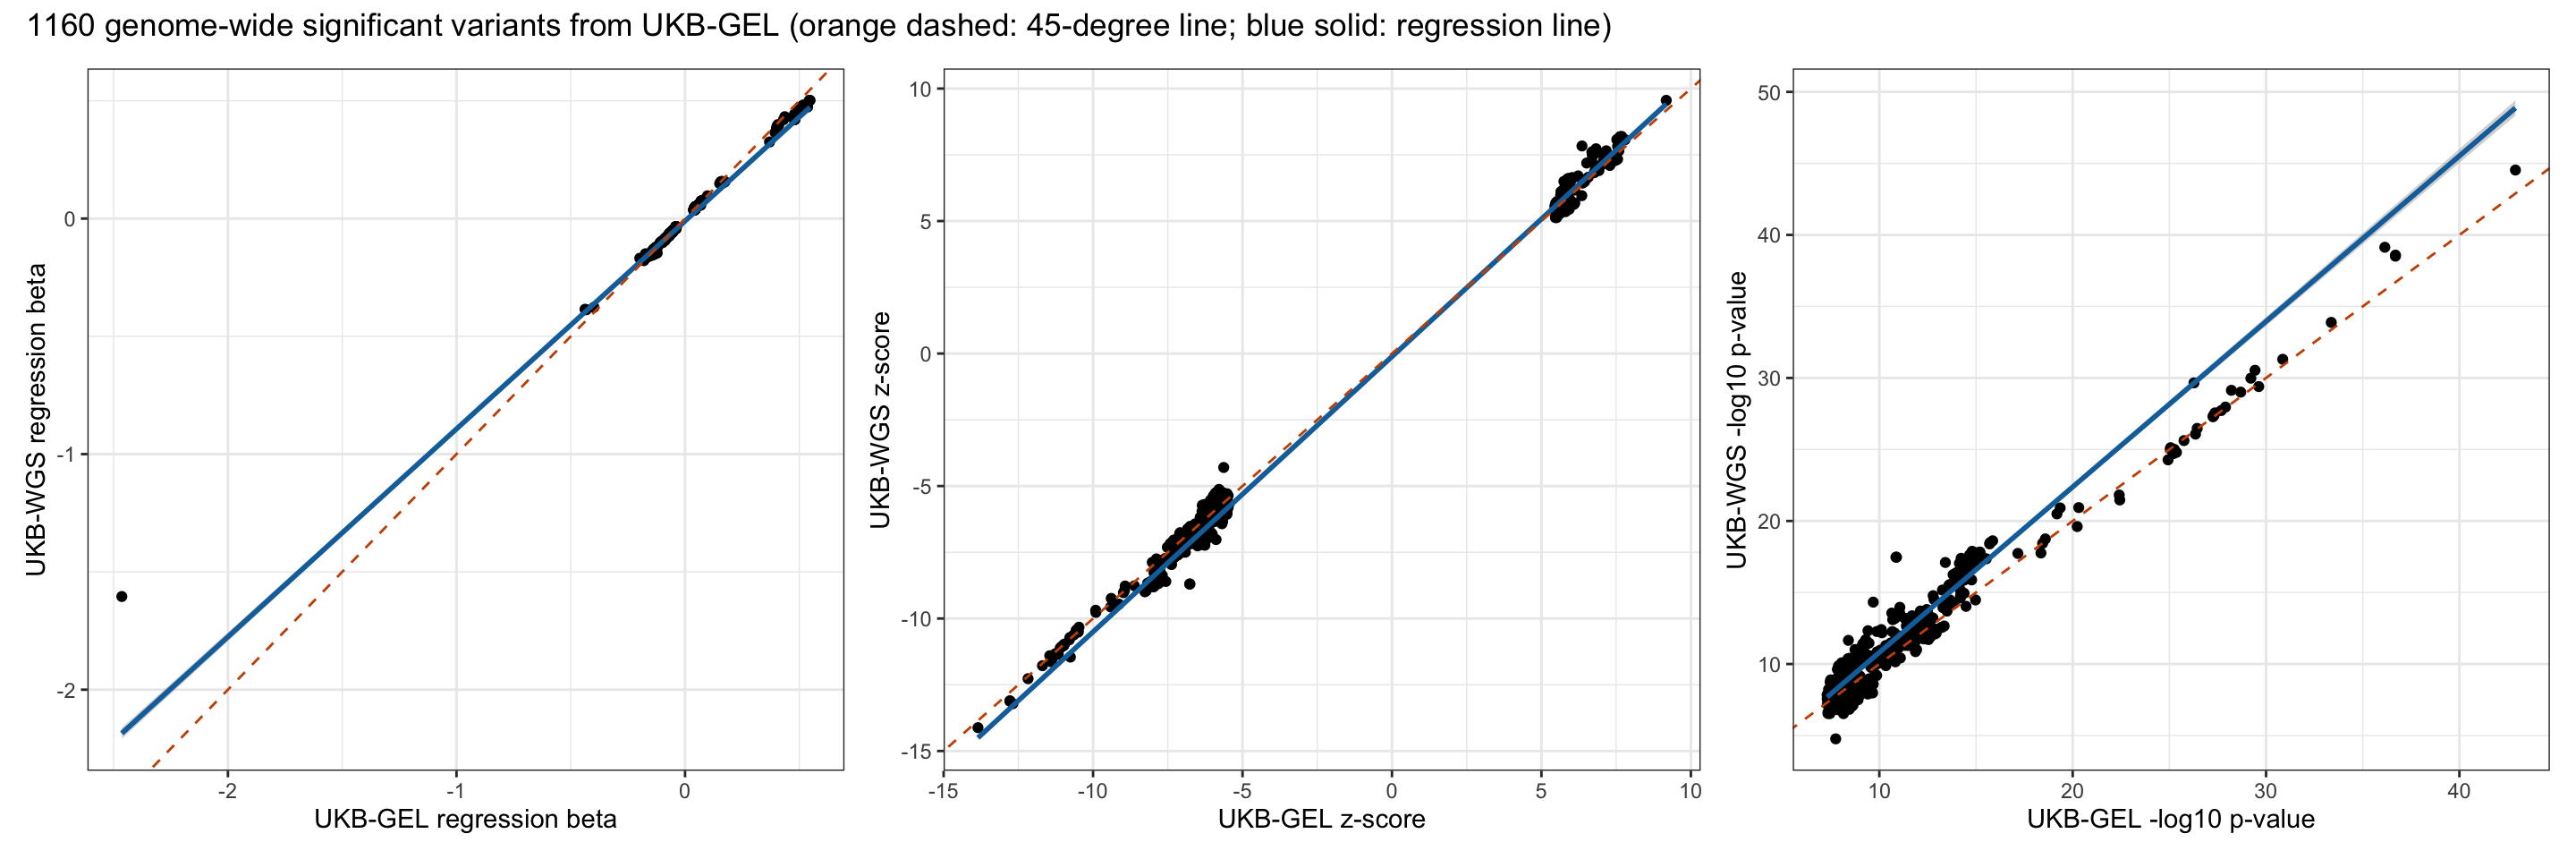 1160 genome-wide significant variants from UKB-GEL (orange dashed: 45-degree line; blue solid: regression line)
UKB-WGS regression beta
0
-1
-2
-2 -1 0
UKB-GEL regression beta
UKB-WGS z-score
10
5
0
-5
-10
-15
-15 -10 -5 0 5 10
UKB-GEL z-score
UKB-WGS -log10 p-value
50
40
30
20
10
10 20 30 40
UKB-GEL -log10 p-value